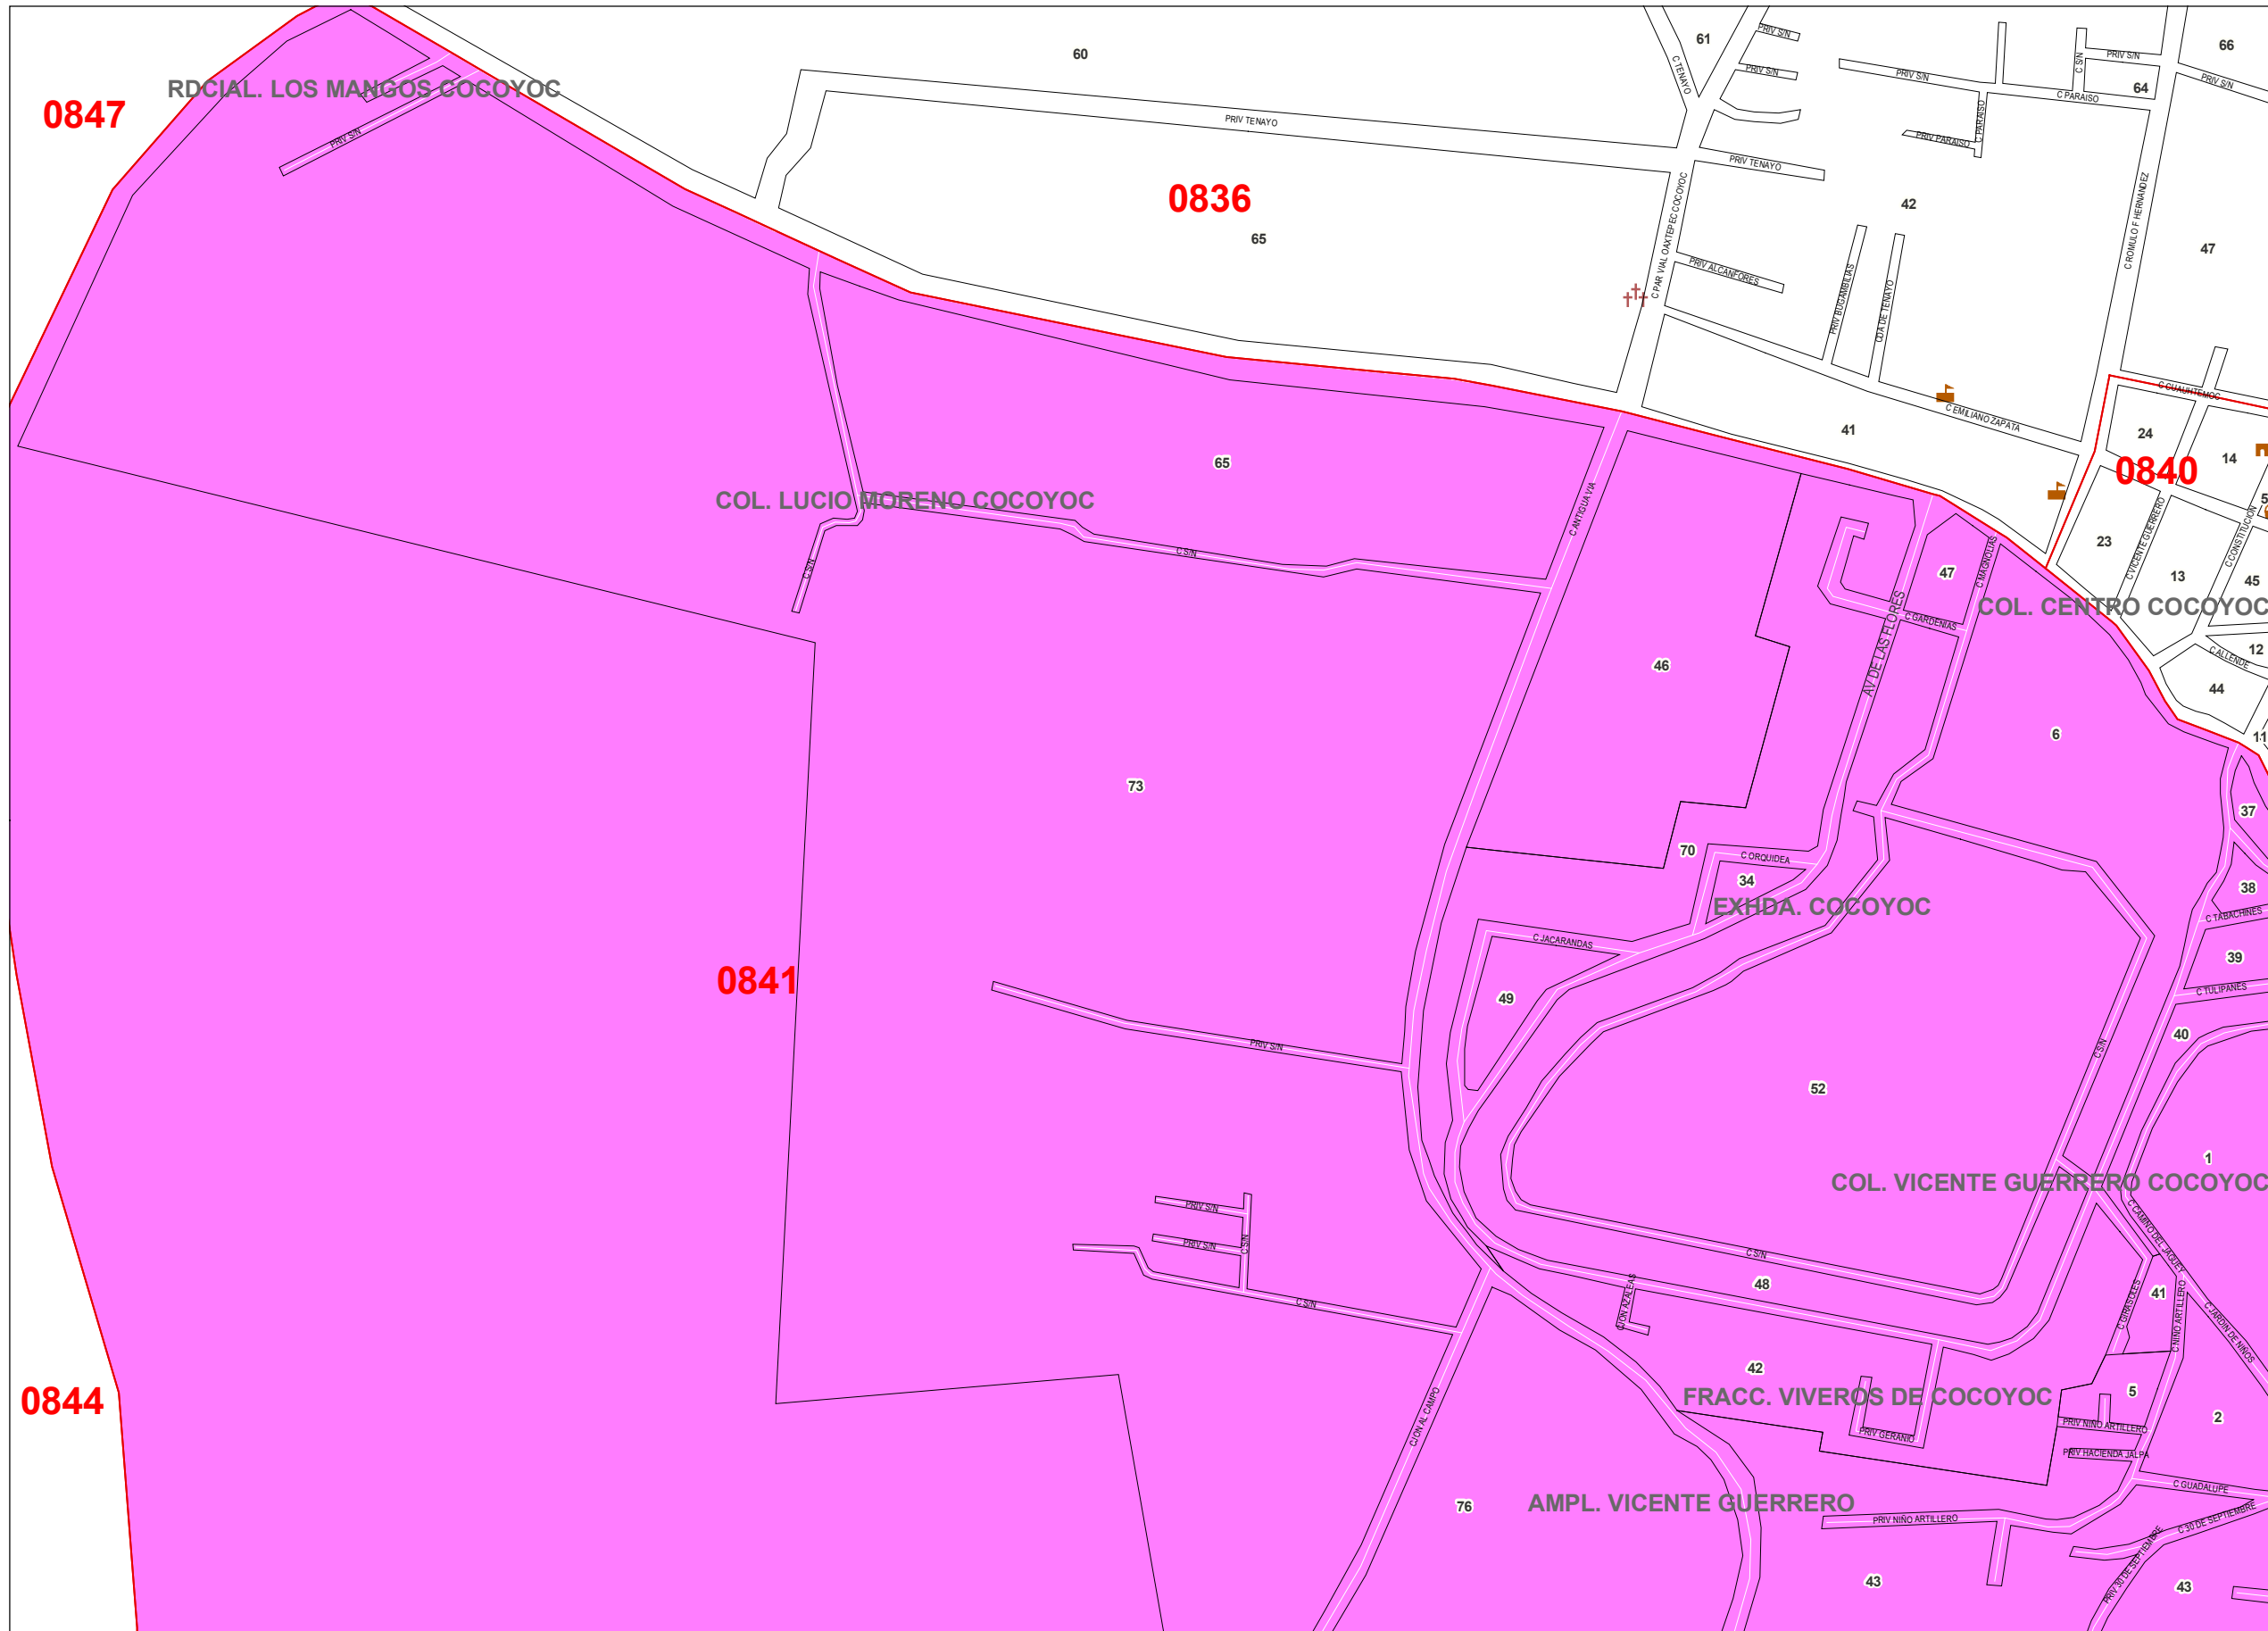 60
61
C TENAYO
PRIV S/N
PRIV S/N
PRIV S/N
C S/N
PRIV S/N
66
PRIV S/N
64
C PARAISO
RDCIAL. LOS MANGOS COCOYOC
0847
PRIV S/N
PRIV TENAYO
C PARAISO
PRIV PARAISO
PRIV TENAYO
0836
65
C PAR VIAL OAXTEPEC COCOYOC
42
C ROMULO F HERNANDEZ
47
PRIV ALCANFORES
PRIV BUGAMBILIAS
CDA DE TENAYO
C CUAUHTEMOC
C EMILIANO ZAPATA
41
24
14
0840
65
COL. LUCIO MORENO COCOYOC
C ANTIGUA VIA
C S/N
C S/N
23
C VICENTE GUERRERO
C CONSTITUCION
13
45
47
C MAGNOLIAS
COL. CENTRO COCOYOC
C GARDENIAS
AV DE LAS FLORES
12
C ALLENDE
44
46
6
11
73
37
70
C ORQUIDEA
34
38
EXHDA. COCOYOC
C TABACHINES
C JACARANDAS
39
0841
49
C TULIPANES
40
PRIV S/N
C S/N
52
1
COL. VICENTE GUERRERO COCOYOC
PRIV S/N
PRIV S/N
C S/N
C S/N
C CAMINO DEL JAGUEY
C S/N
48
CJON AZALEAS
41
C GIRASOLES
C NINO ARTILLERO
C JARDIN DE NIÑOS
42
0844
FRACC. VIVEROS DE COCOYOC
5
2
CJON AL CAMPO
PRIV NIÑO ARTILLERO
PRIV GERANIO
PRIV HACIENDA JALPA
C GUADALUPE
76
AMPL. VICENTE GUERRERO
C 30 DE SEPTIEMBRE
PRIV NIÑO ARTILLERO
PRIV 30 DE SEPTIEMBRE
43
43